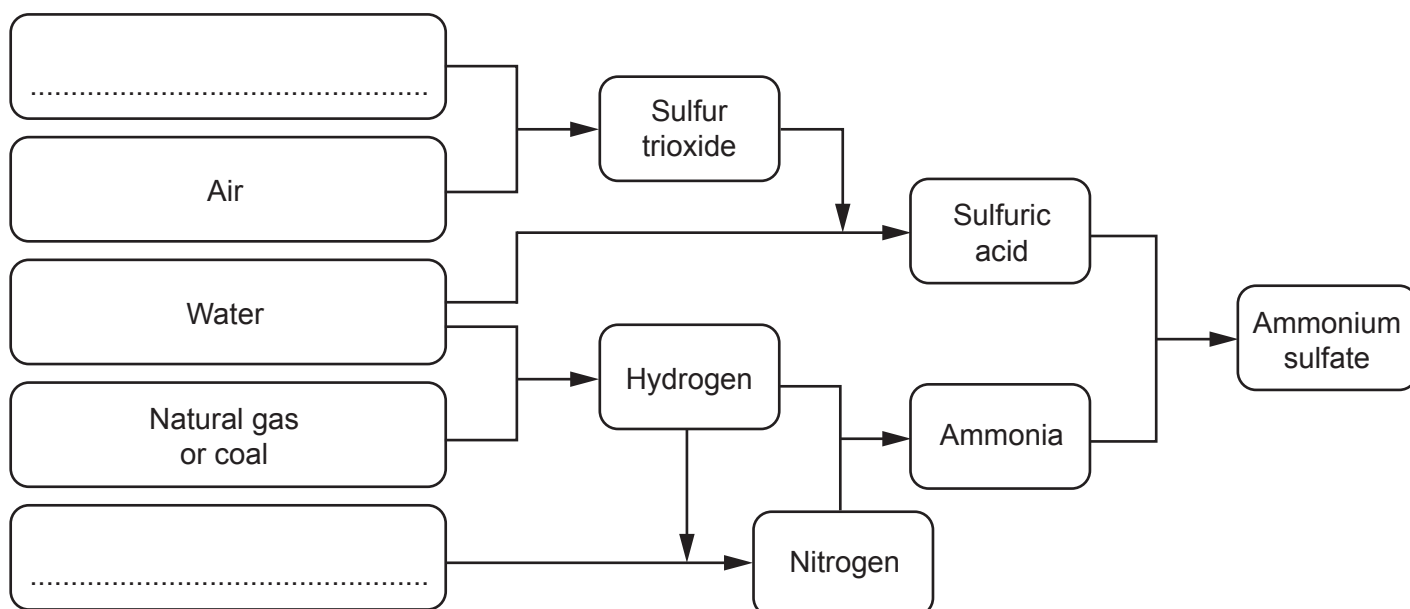 ..................................................
Sulfur
trioxide
Air
Sulfuric
acid
Water
Ammonium
sulfate
Hydrogen
Natural gas
or coal
Ammonia
..................................................
Nitrogen